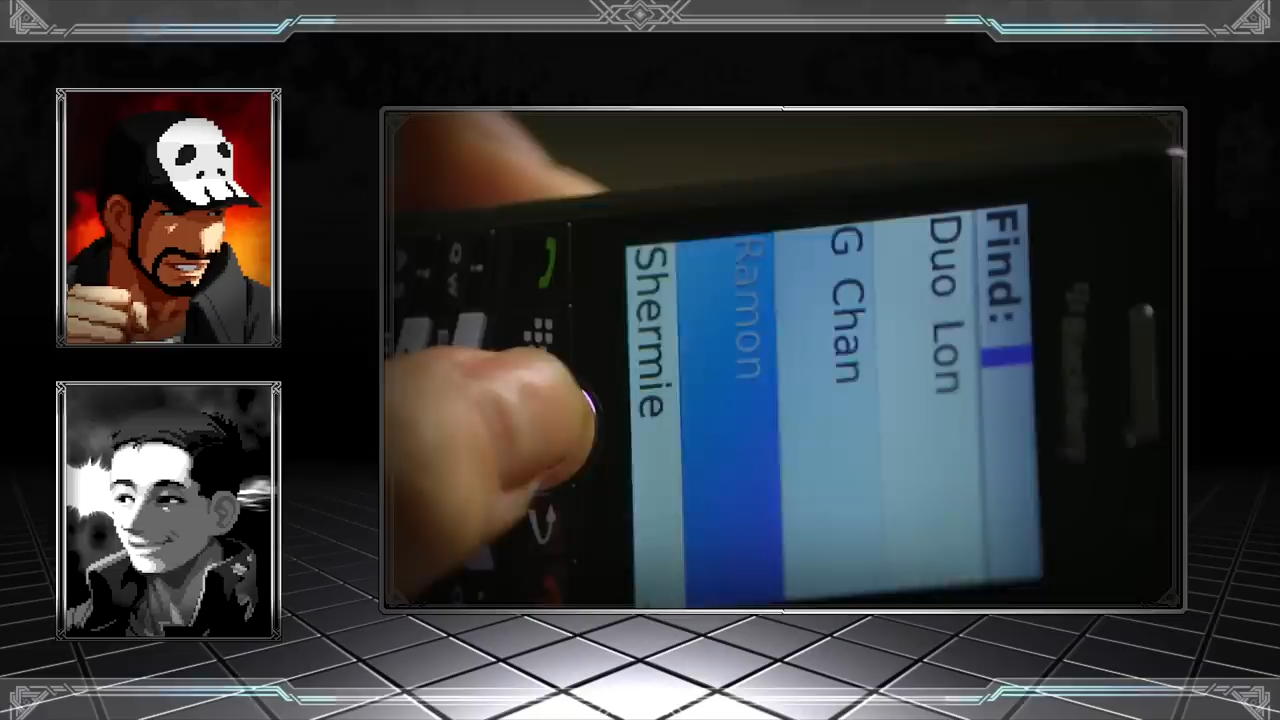 Find:
Duo Lon
G Chan
Ramon
Shermie